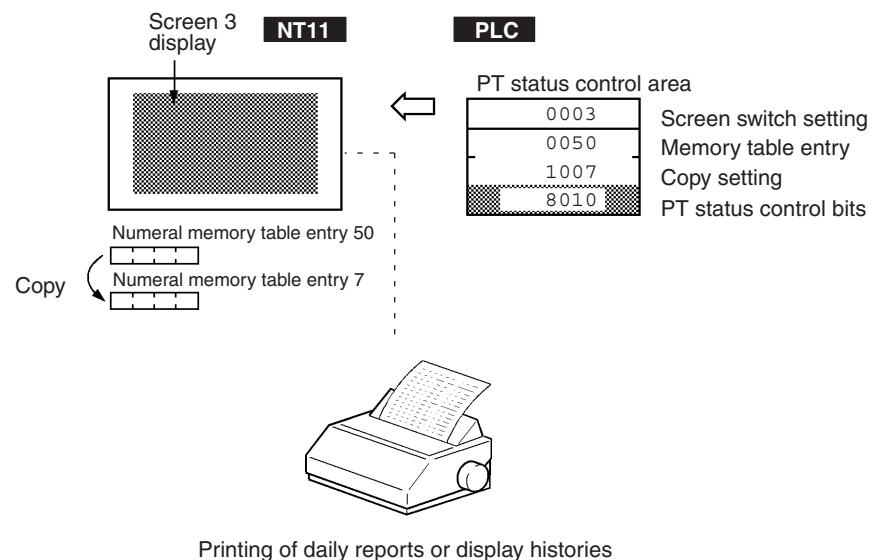 Screen 3
display
NT11
PLC
PT status control area
0003
Screen switch setting
0050
Memory table entry
1007
Copy setting
8010
PT status control bits
Numeral memory table entry 50
Copy
Numeral memory table entry 7
Printing of daily reports or display histories